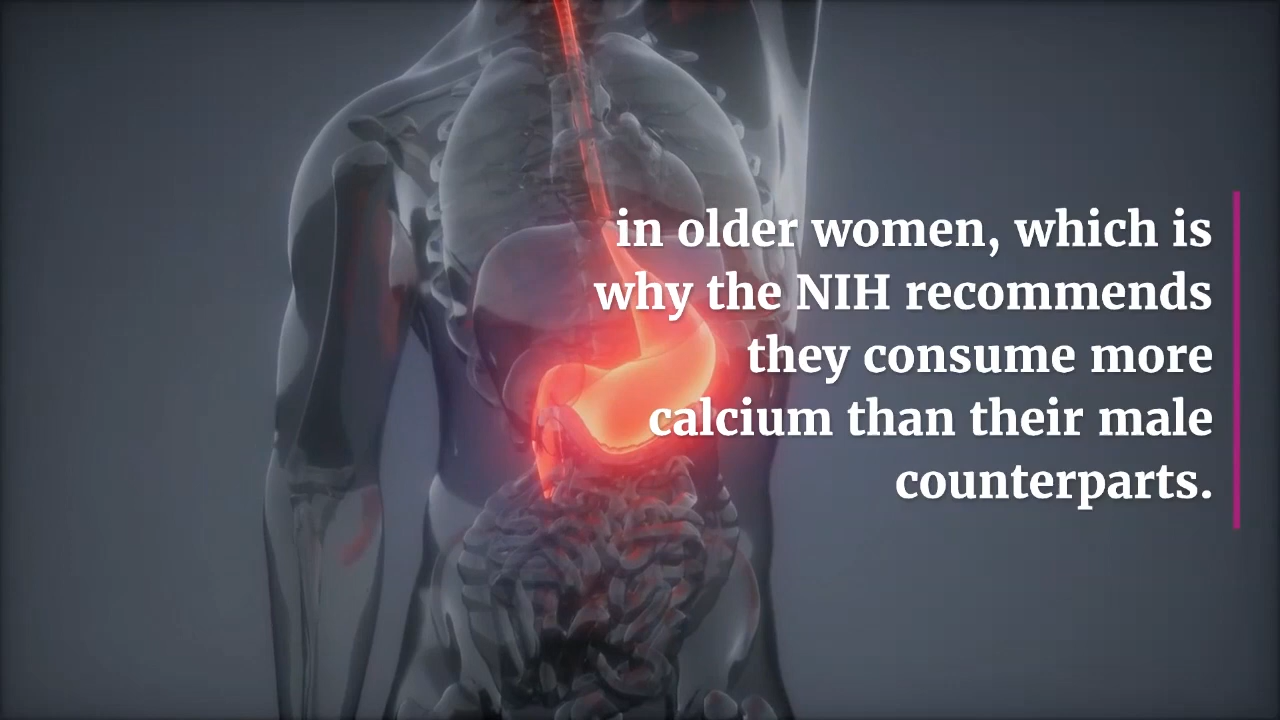 in older women, which is
why the NIH recommends
they consume more
calcium than their male
counterparts.